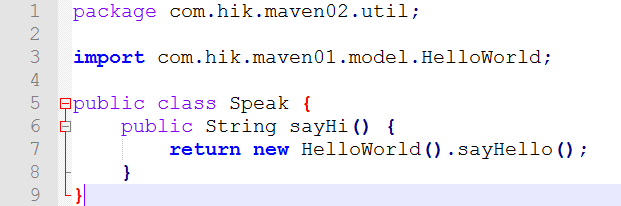 1 package com.hik.maven02.util;
2
3 import com.hik.maven01.model.HelloWorld;
4
5 public class Speak {
6     public String sayHi() {
7         return new HelloWorld().sayHello();
8     }
9 }